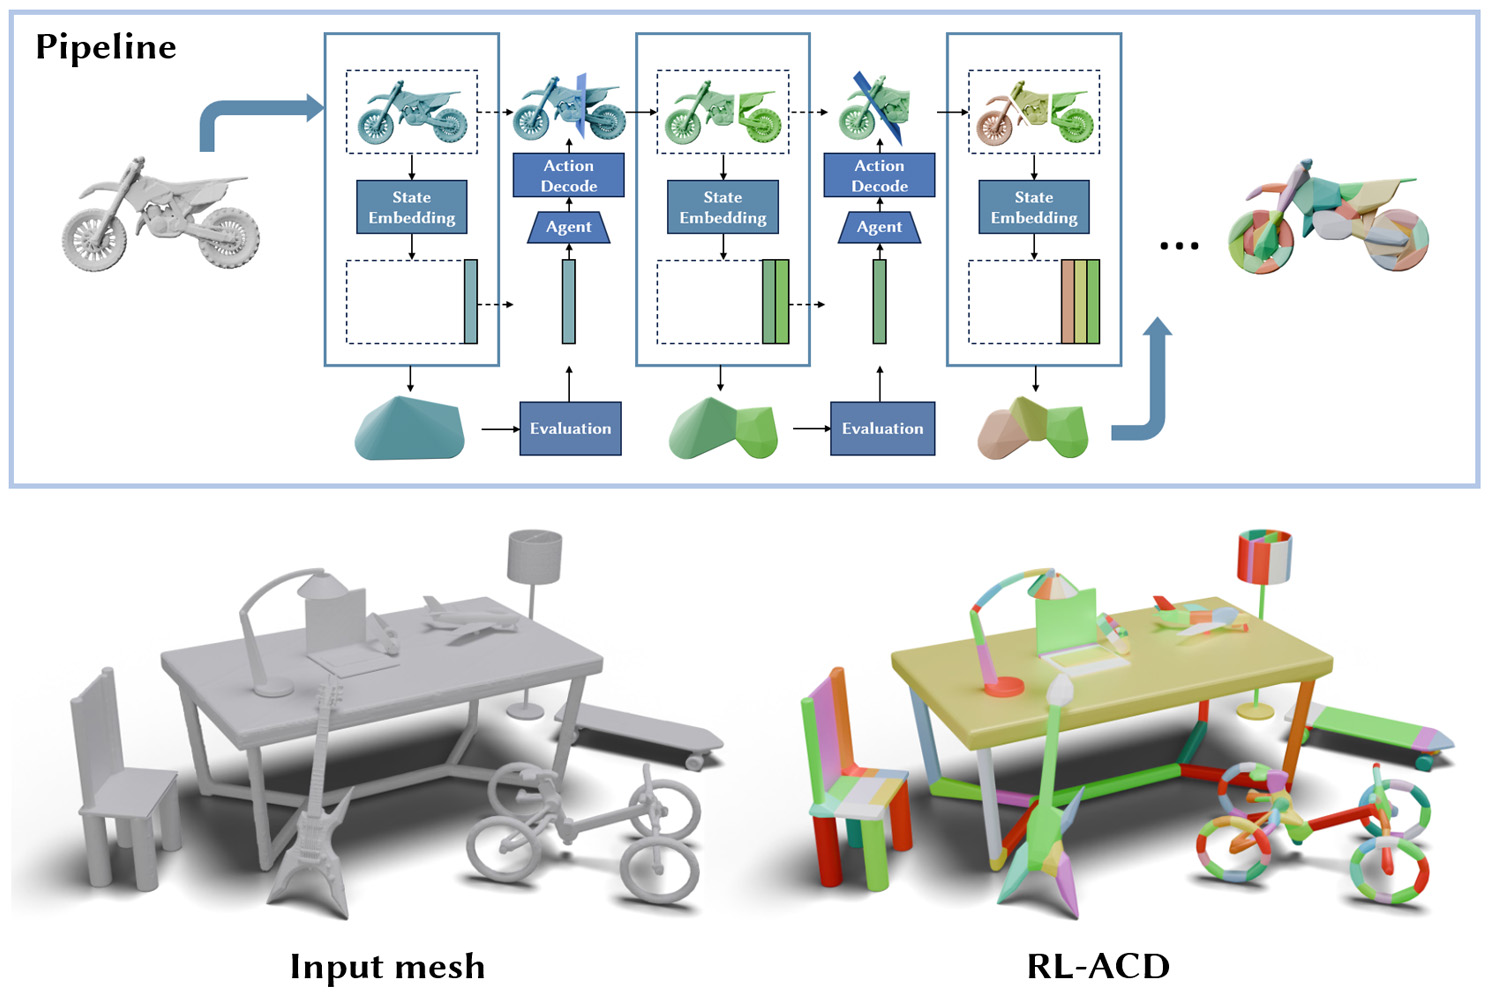 Pipeline
Action
Decode
Action
Decode
State
Embedding
State
Embedding
State
Embedding
Agent
Agent
...
Evaluation
Evaluation
Input mesh
RL-ACD